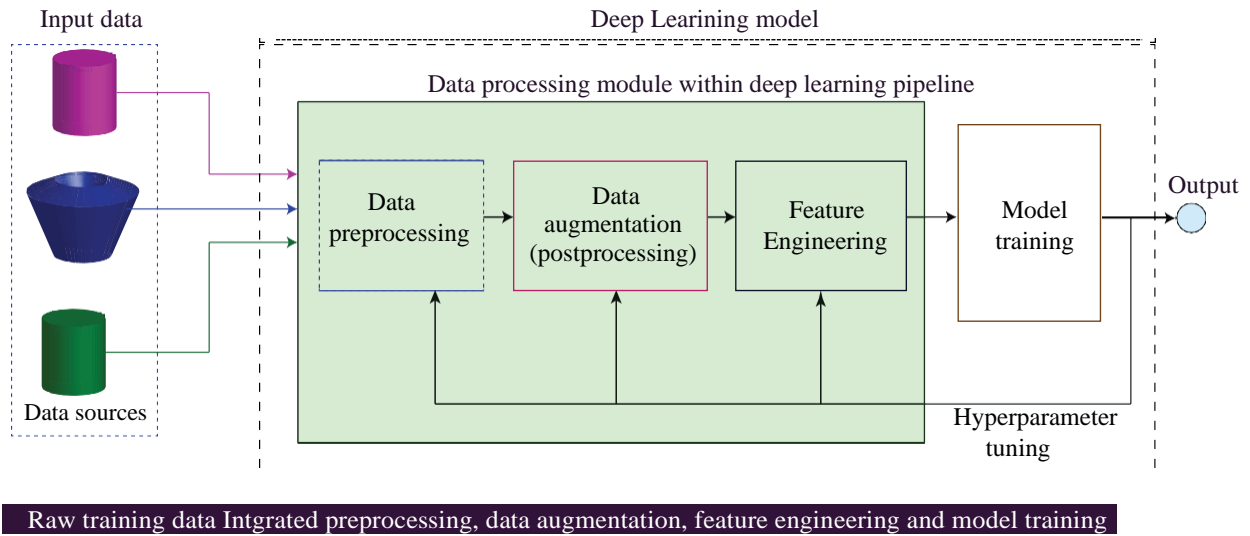 Input data
Deep Learining model
Data processing module within deep learning pipeline
Data
preprocessing
Data
augmentation
(postprocessing)
Feature
Engineering
Model
training
Output
Data sources
Hyperparameter
tuning
Raw training data Intgrated preprocessing, data augmentation, feature engineering and model training